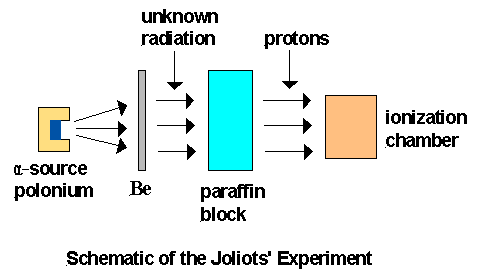 unknown
radiation
protons
α-source
polonium
Be
paraffin
block
ionization
chamber
Schematic of the Joliots' Experiment